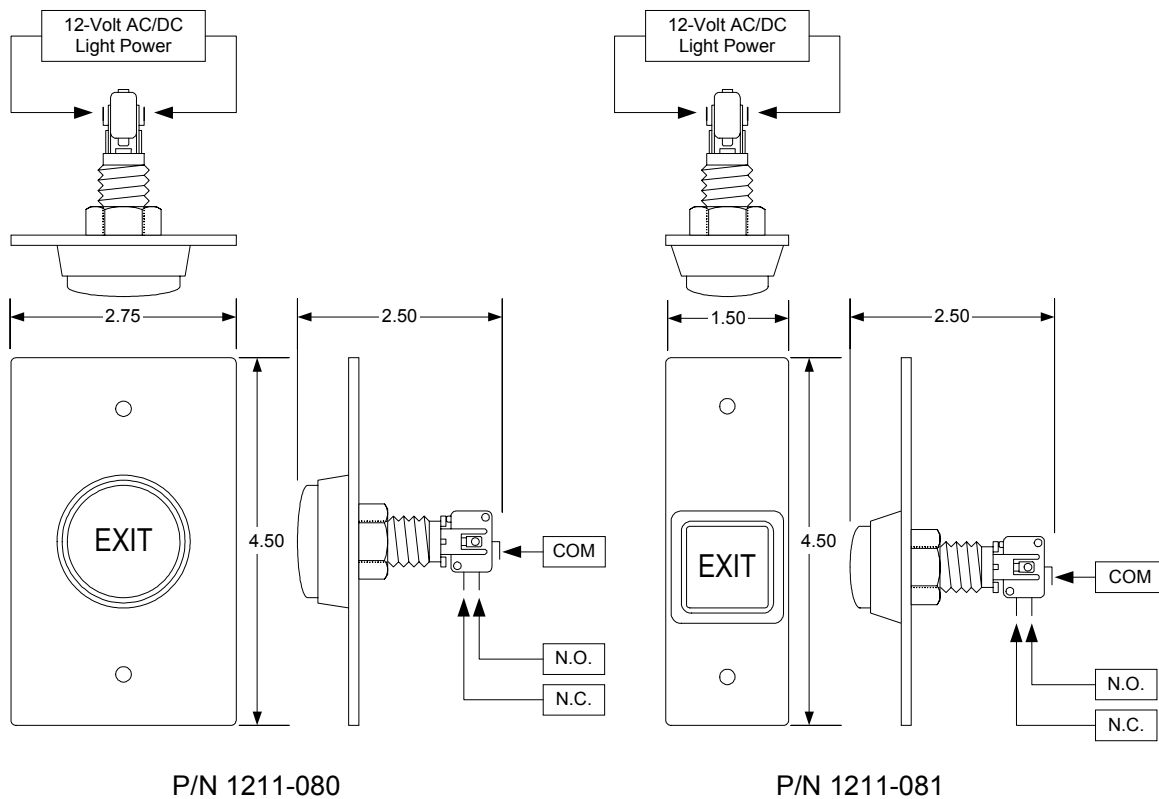 12-Volt AC/DC
Light Power
2.75
2.50
EXIT
4.50
COM
N.O.
N.C.
P/N 1211-080
12-Volt AC/DC
Light Power
1.50
2.50
EXIT
4.50
COM
N.O.
N.C.
P/N 1211-081